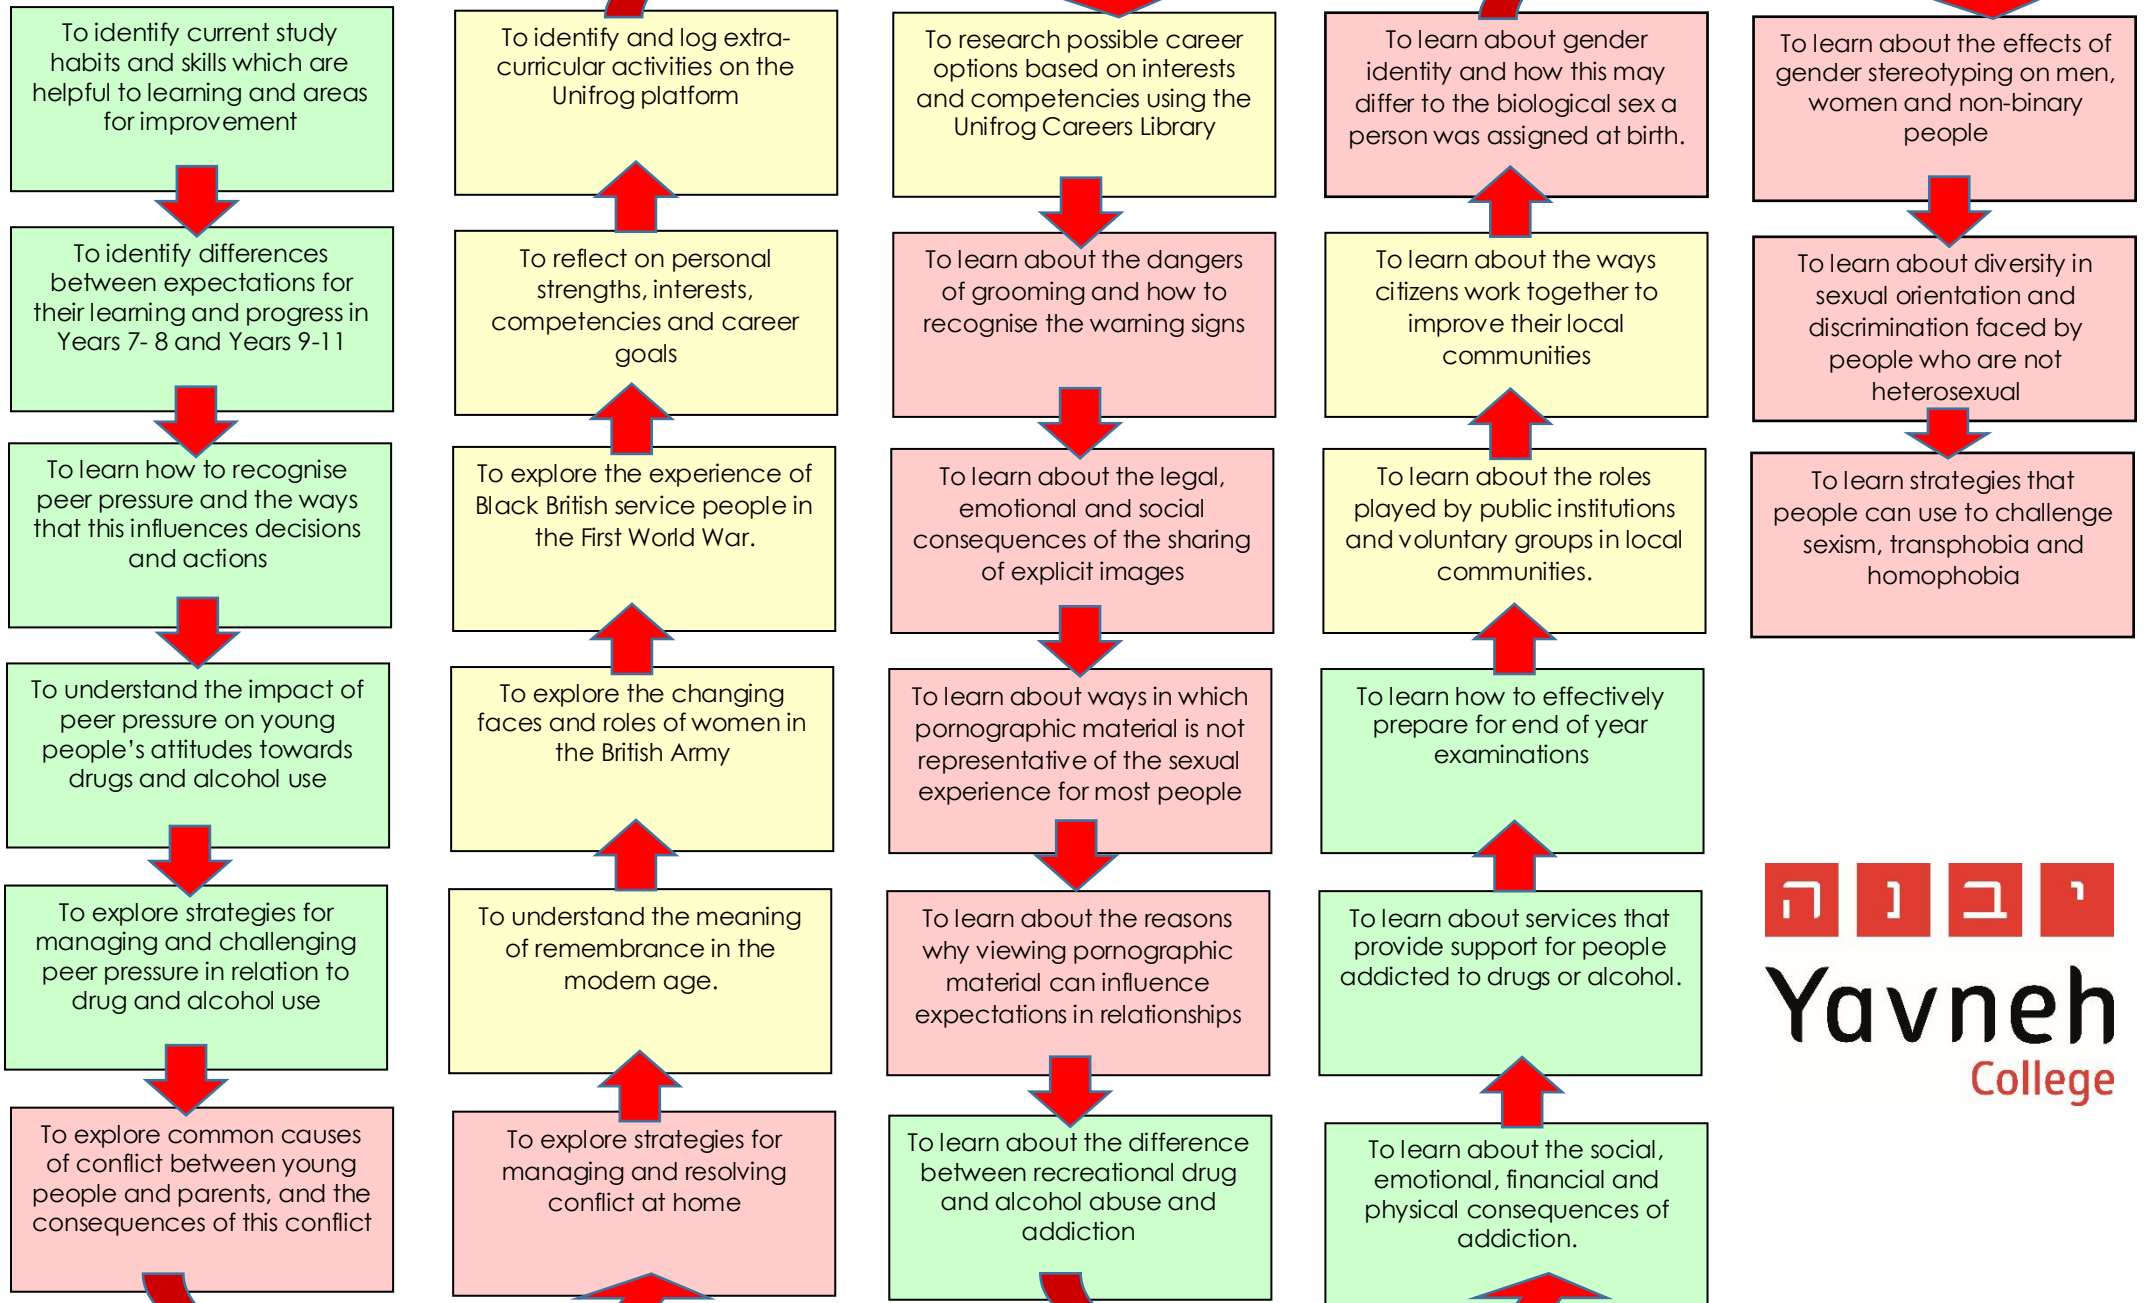 To identify current study
habits and skills which are
helpful to learning and areas
for improvement
To identify differences
between expectations for
their learning and progress in
Years 7- 8 and Years 9-11
To learn how to recognise
peer pressure and the ways
that this influences decisions
and actions
To understand the impact of
peer pressure on young
people's attitudes towards
drugs and alcohol use
To explore strategies for
managing and challenging
peer pressure in relation to
drug and alcohol use
To explore common causes
of conflict between young
people and parents, and the
consequences of this conflict
To explore strategies for
managing and resolving
conflict at home
To understand the meaning
of remembrance in the
modern age.
To explore the changing
faces and roles of women in
the British Army
To explore the experience of
Black British service people in
the First World War.
To reflect on personal
strengths, interests,
competencies and career
goals
To identify and log extra-
curricular activities on the
Unifrog platform
To research possible career
options based on interests
and competencies using the
Unifrog Careers Library
To learn about the dangers
of grooming and how to
recognise the warning signs
To learn about the legal,
emotional and social
consequences of the sharing
of explicit images
To learn about ways in which
pornographic material is not
representative of the sexual
experience for most people
To learn about the reasons
why viewing pornographic
material can influence
expectations in relationships
To learn about the difference
between recreational drug
and alcohol abuse and
addiction
To learn about the social,
emotional, financial and
physical consequences of
addiction.
To learn about services that
provide support for people
addicted to drugs or alcohol.
To learn how to effectively
prepare for end of year
examinations
To learn about the roles
played by public institutions
and voluntary groups in local
communities.
To learn about the ways
citizens work together to
improve their local
communities
To learn about gender
identity and how this may
differ to the biological sex a
person was assigned at birth.
To learn about the effects of
gender stereotyping on men,
women and non-binary
people
To learn about diversity in
sexual orientation and
discrimination faced by
people who are not
heterosexual
To learn strategies that
people can use to challenge
sexism, transphobia and
homophobia
יבנה
Yavneh
College